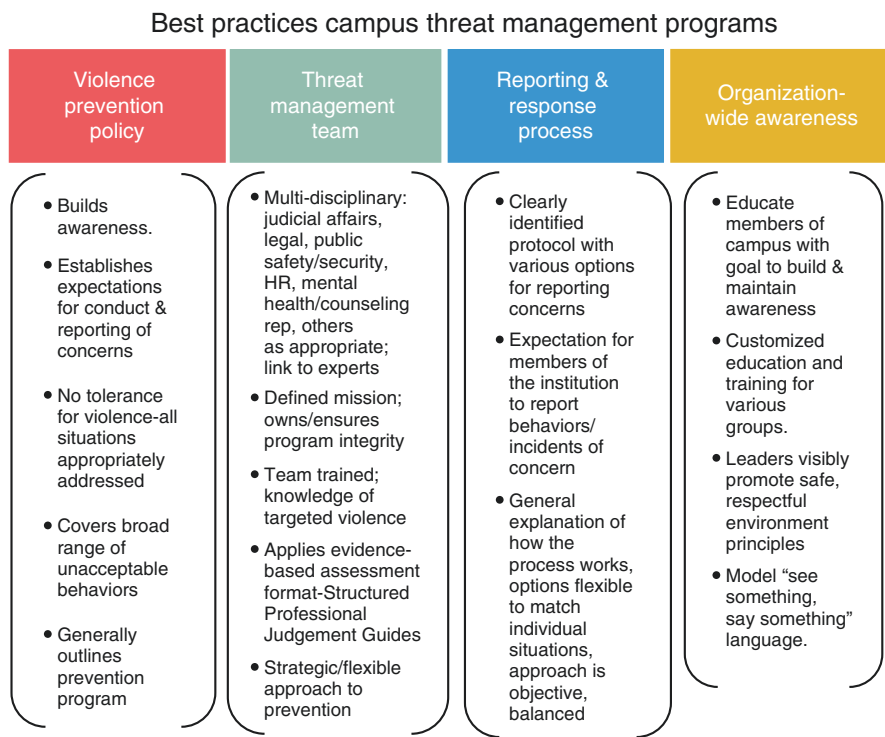 Best practices campus threat management programs
Violence
prevention
policy
Threat
management
team
Reporting &
response
process
Organization-
wide awareness
• Builds
awareness.
• Establishes
expectations
for conduct &
reporting of
concerns
• No tolerance
for violence-all
situations
appropriately
addressed
• Covers broad
range of
unacceptable
behaviors
• Generally
outlines
prevention
program
• Multi-disciplinary:
judicial affairs,
legal, public
safety/security,
HR, mental
health/counseling
rep, others
as appropriate;
link to experts
• Defined mission;
owns/ensures
program integrity
• Team trained;
knowledge of
targeted violence
• Applies evidence-
based assessment
format-Structured
Professional
Judgement Guides
• Strategic/flexible
approach to
prevention
• Clearly
identified
protocol with
various options
for reporting
concerns
• Expectation for
members of
the institution
to report
behaviors/
incidents of
concern
• General
explanation of
how the
process works,
options flexible
to match
individual
situations,
approach is
objective,
balanced
• Educate
members of
campus with
goal to build &
maintain
awareness
• Customized
education and
training for
various
groups.
• Leaders visibly
promote safe,
respectful
environment
principles
• Model “see
something,
say something”
language.